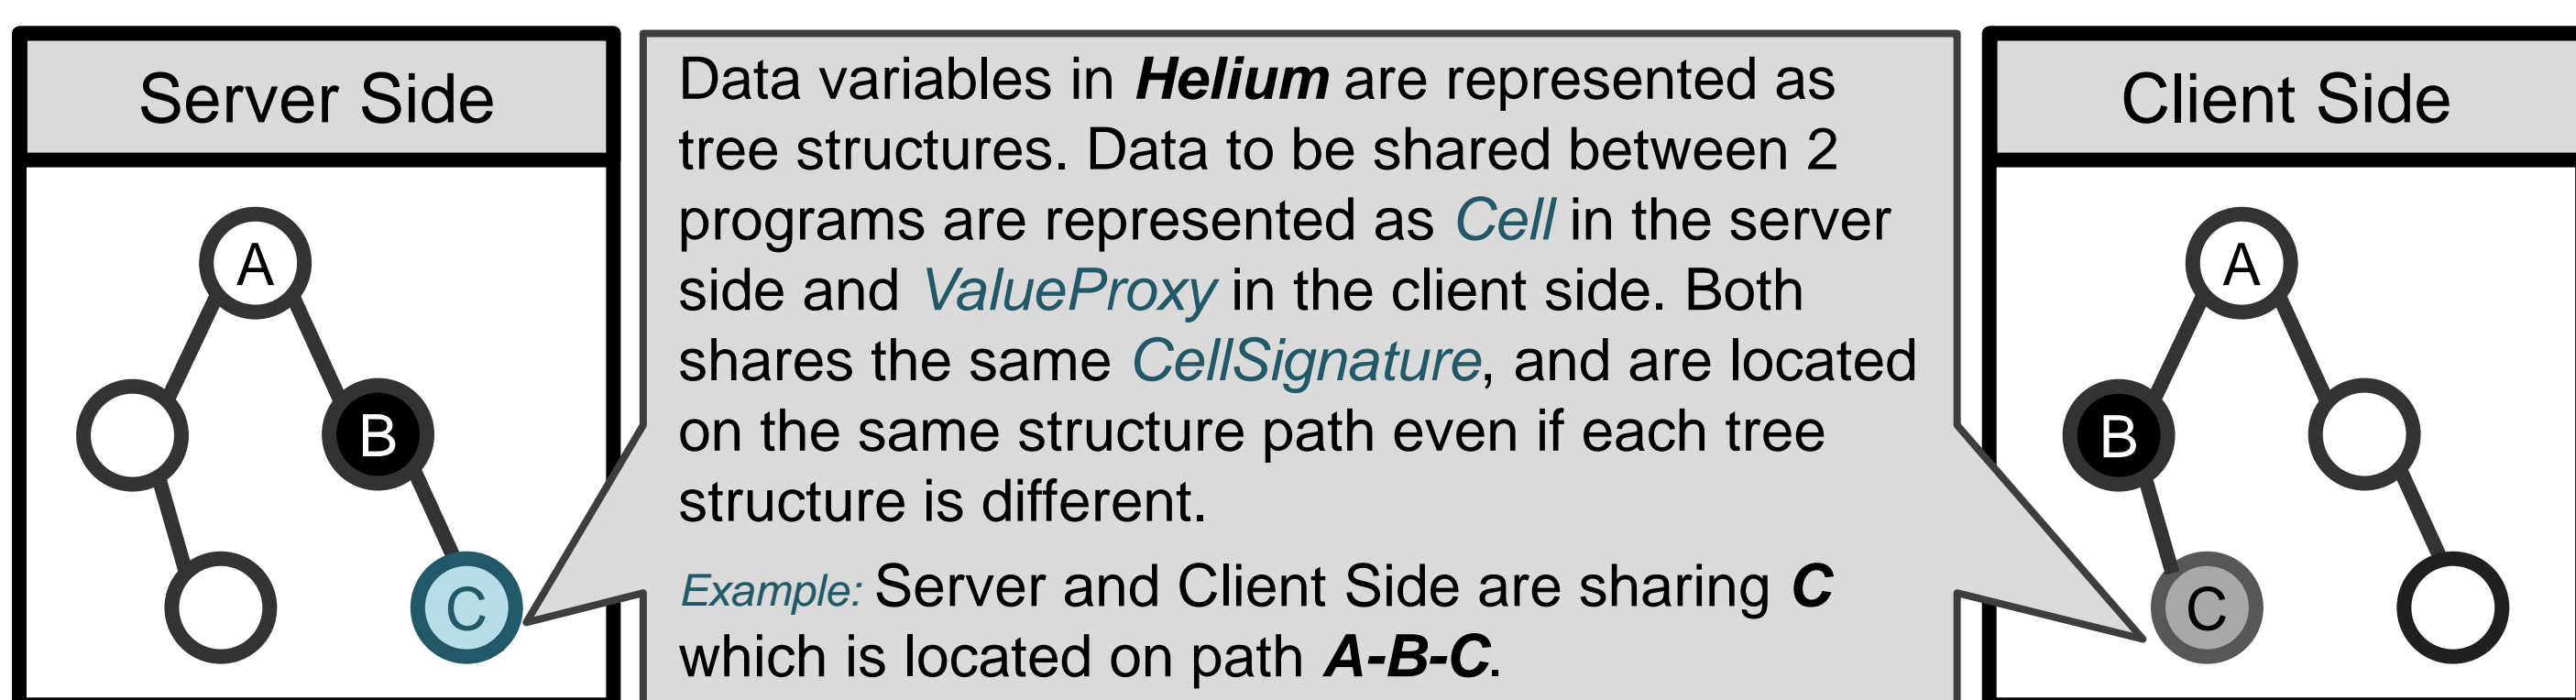 Server Side
A
B
C
Data variables in Helium are represented as
tree structures. Data to be shared between 2
programs are represented as Cell in the server
side and ValueProxy in the client side. Both
shares the same CellSignature, and are located
on the same structure path even if each tree
structure is different.
Example: Server and Client Side are sharing C
which is located on path A-B-C.
Client Side
A
B
C